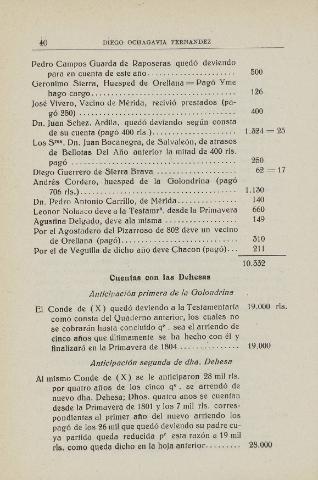 40 DIEGO OCHAGAVIA FERNANDEZ
Pedro Campos Guarda de Raposeras quedó deviendo
para en cuenta de este año .................... 500
Geronimo Sierra, Huesped de Orellana = Pagó Yme
hago cargo .................... 126
José Vivero, Vecino de Mérida, recivió prestados (pa-
gó 250) .................... 400
Dn. Juan Schez. Ardila, quedó deviendo según consta
de su cuenta (pagó 400 rls.) .................... 1.324 — 25
Los Sres. Dn. Juan Bocanegra, de Salvaleón, de atrasos
de Bellotas Del Año anterior la mitad de 400 rls.
pagó .................... 250
Diego Guerrero de Sierra Brava .................... 62 — 17
Andrés Cordero, huesped de la Golondrina (pagó
706 rls.) .................... 1.130
Dn. Pedro Antonio Carrillo, de Mérida .................... 140
Leonor Nolasco deve a la Testamª. desde la Primavera 660
Agustina Delgado, deve ala misma .................... 149
Por el Agostadero del Pizarroso de 802 deve un vecino
de Orellana (pagó) .................... 310
Por el de Veguilla de dicho año deve Chacon (pagó) ... 211
10.332
Cuentas con las Dehesas
Anticipación primera de la Golondrina
El Conde de (X) quedó deviendo a la Testamentaría 19.000 rls.
como consta del Quaderno anterior, los cuales no
se cobrarán hasta concluido qe. sea el arriendo de
cinco años que últimamente se ha hecho con él y
finalizará en la Primavera de 1804 .................... 19.000
Anticipación segunda de dha. Dehesa
Al mismo Conde de (X) se le anticiparon 28 mil rls.
por quatro años de los cinco qe. se arrendó de
nuevo dha. Dehesa; Dhos. quatro anos se cuentan
desde la Primavera de 1801 y los 7 mil rls. corres-
pondientes al primer año del nuevo arriendo los
pagó de los 26 mil que quedó deviendo su padre cu-
ya partida queda reducida pr esta razón a 19 mil
rls. como queda dicho en la hoja anterior .................... 28.000